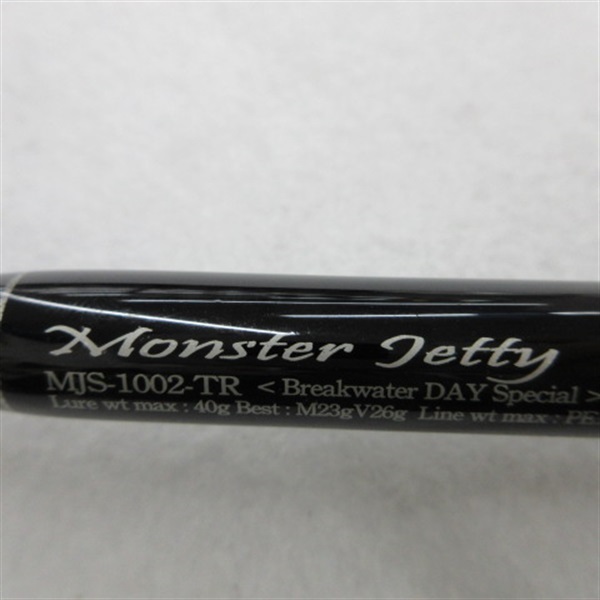 Monster Jetty
MJS-1002-TR < Breakwater DAY Special >
Lure wt max : 40g Best : M23gV26g Line wt max : PE